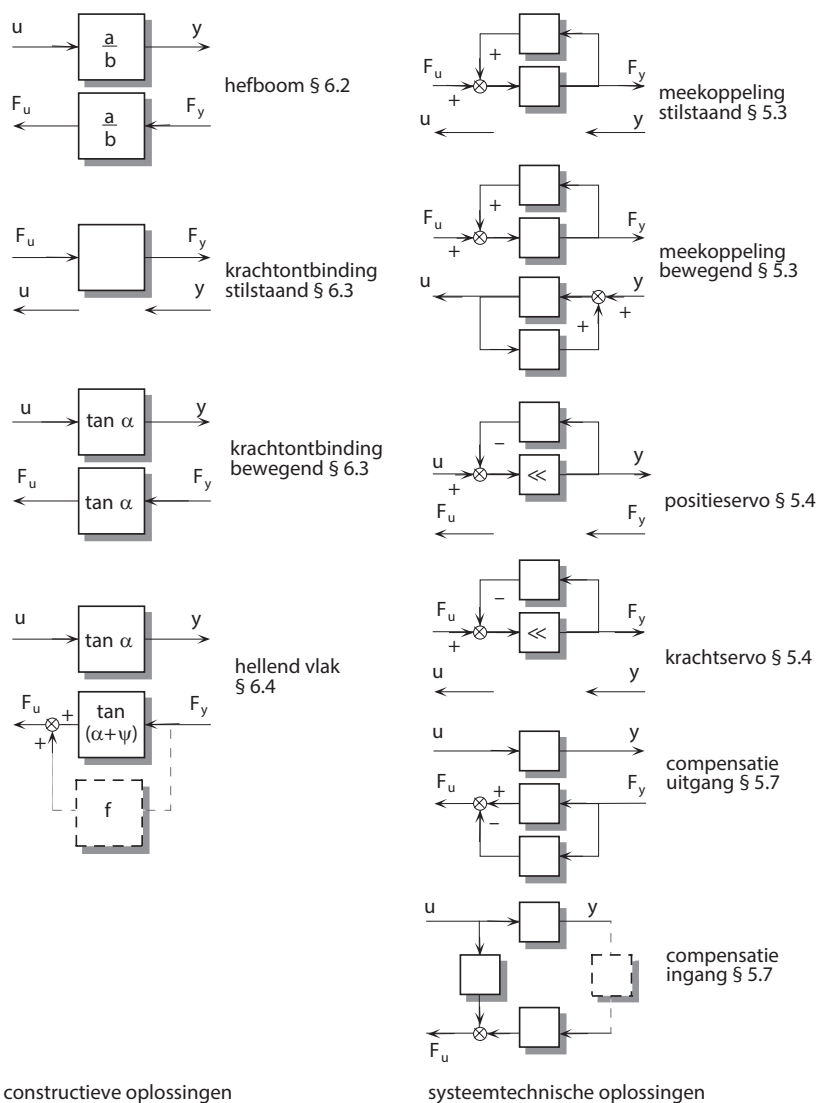 u
a
b
y
F u
a
b
F y
hefboom § 6.2
F u
F y
u
y
krachtontbinding
stilstaand § 6.3
u
tan α
y
F u
tan α
F y
krachtontbinding
bewegend § 6.3
u
tan α
y
F u
+
+
tan
(α+ψ)
F y
f
hellend vlak
§ 6.4
constructieve oplossingen
+
F u
+
F y
u
y
meekoppeling
stilstaand § 5.3
+
F u
+
F y
u
y
+
+
meekoppeling
bewegend § 5.3
−
u
+
≪
y
F u
F y
positieservo § 5.4
−
F u
+
≪
F y
u
y
krachtservo § 5.4
u
y
F u
+
−
F y
compensatie
uitgang § 5.7
u
y
F u
compensatie
ingang § 5.7
systeemtechnische oplossingen